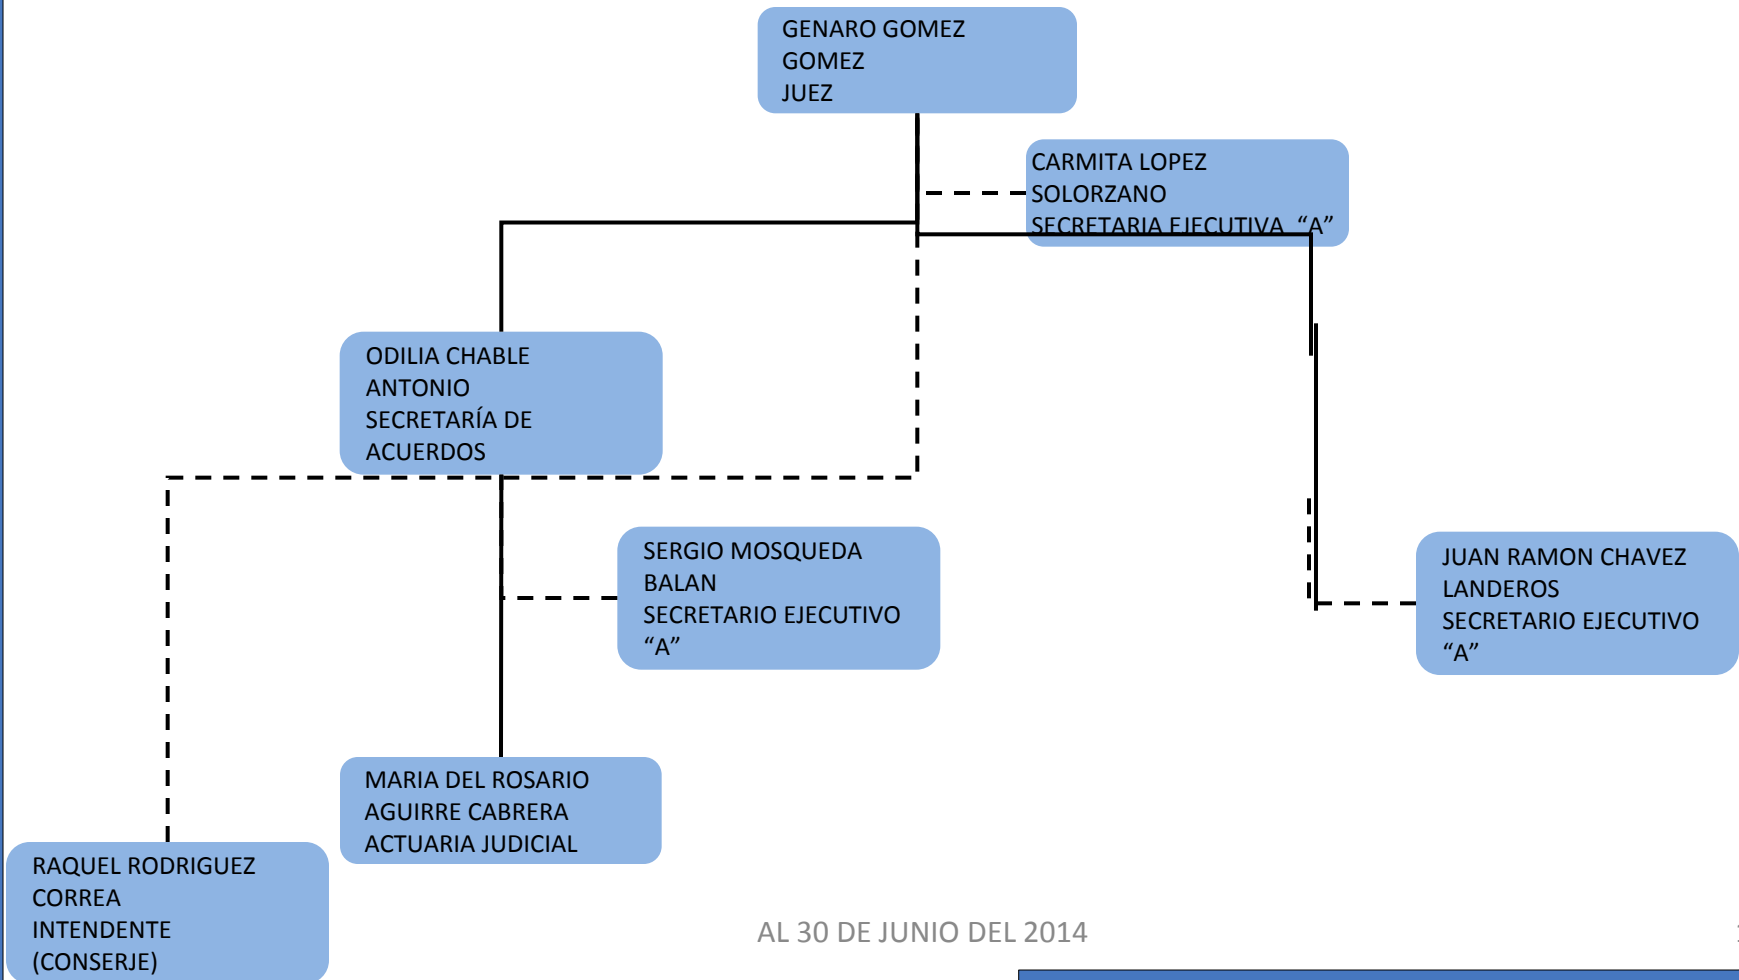 GENARO GOMEZ
GOMEZ
JUEZ
CARMITA LOPEZ
SOLORZANO
SECRETARIA EJECUTIVA “A”
ODILIA CHABLE
ANTONIO
SECRETARÍA DE
ACUERDOS
SERGIO MOSQUEDA
BALAN
SECRETARIO EJECUTIVO
“A”
JUAN RAMON CHAVEZ
LANDEROS
SECRETARIO EJECUTIVO
“A”
MARIA DEL ROSARIO
AGUIRRE CABRERA
ACTUARIA JUDICIAL
RAQUEL RODRIGUEZ
CORREA
INTENDENTE
(CONSERJE)
AL 30 DE JUNIO DEL 2014